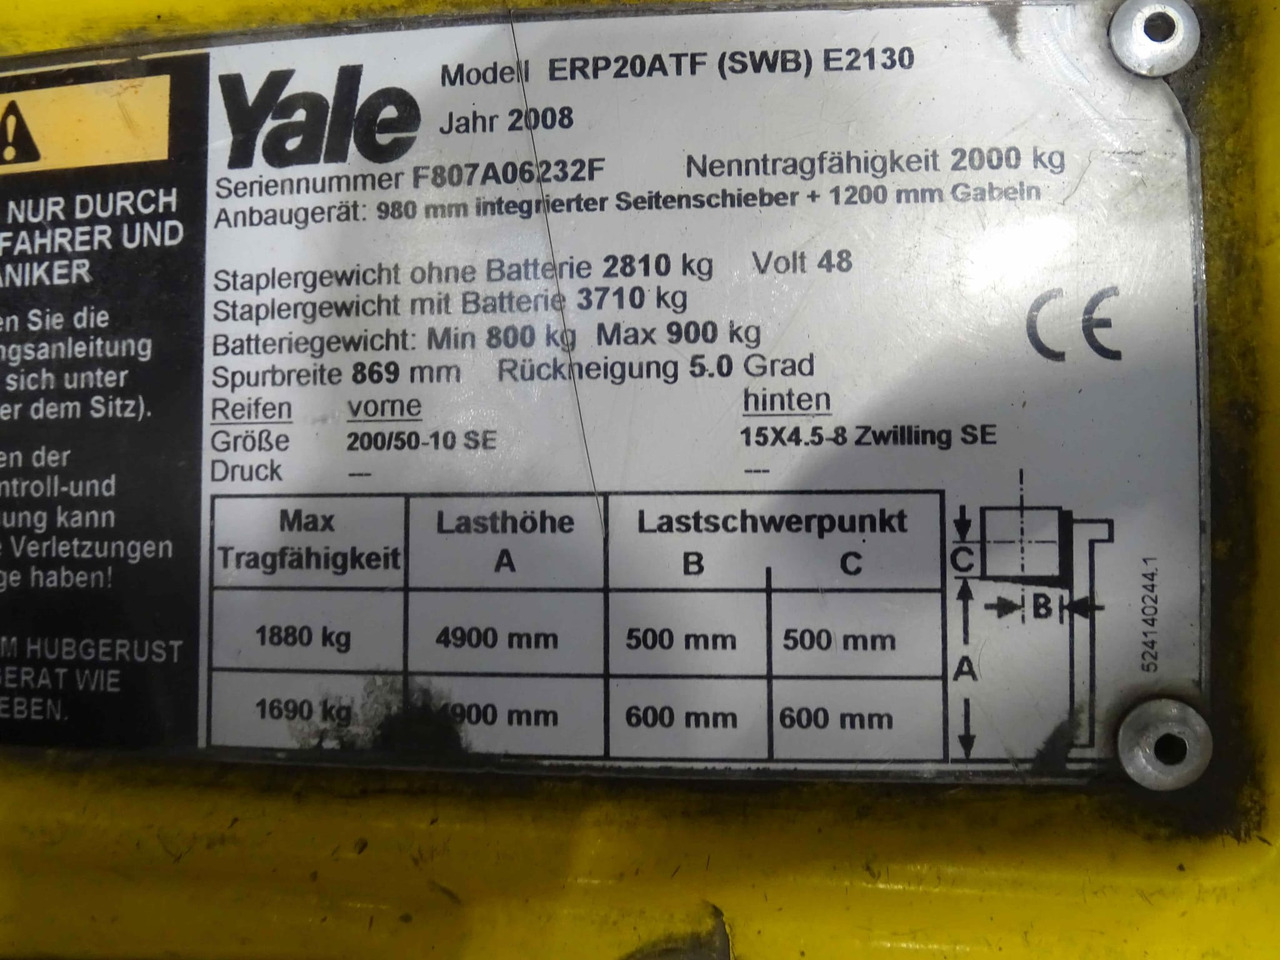 NUR DURCH
FAHRER UND
ANIKER
en Sie die
ngsanleitung
sich unter
er dem Sitz).
en der
ntroll-und
ung kann
Verletzungen
ge haben!
M HUBGERUST
GERAT WIE
EBEN.
Yale
Modell ERP20ATF (SWB) E2130
Jahr 2008
Seriennummer F807A06232F Nenntragfähigkeit 2000 kg
Anbaugerät: 980 mm integrierter Seitenschieber + 1200 mm Gabeln
Staplergewicht ohne Batterie 2810 kg Volt 48
Staplergewicht mit Batterie 3710 kg
Batteriegewicht: Min 800 kg Max 900 kg
Spurbreite 869 mm Rückneigung 5.0 Grad
Reifen vorne hinten
Größe 200/50-10 SE 15X4.5-8 Zwilling SE
Druck --- ---
Max Tragfähigkeit Lasthöhe A Lastschwerpunkt B C
1880 kg 4900 mm 500 mm 500 mm
1690 kg 4900 mm 600 mm 600 mm
C
B
A
524140244.1
CE